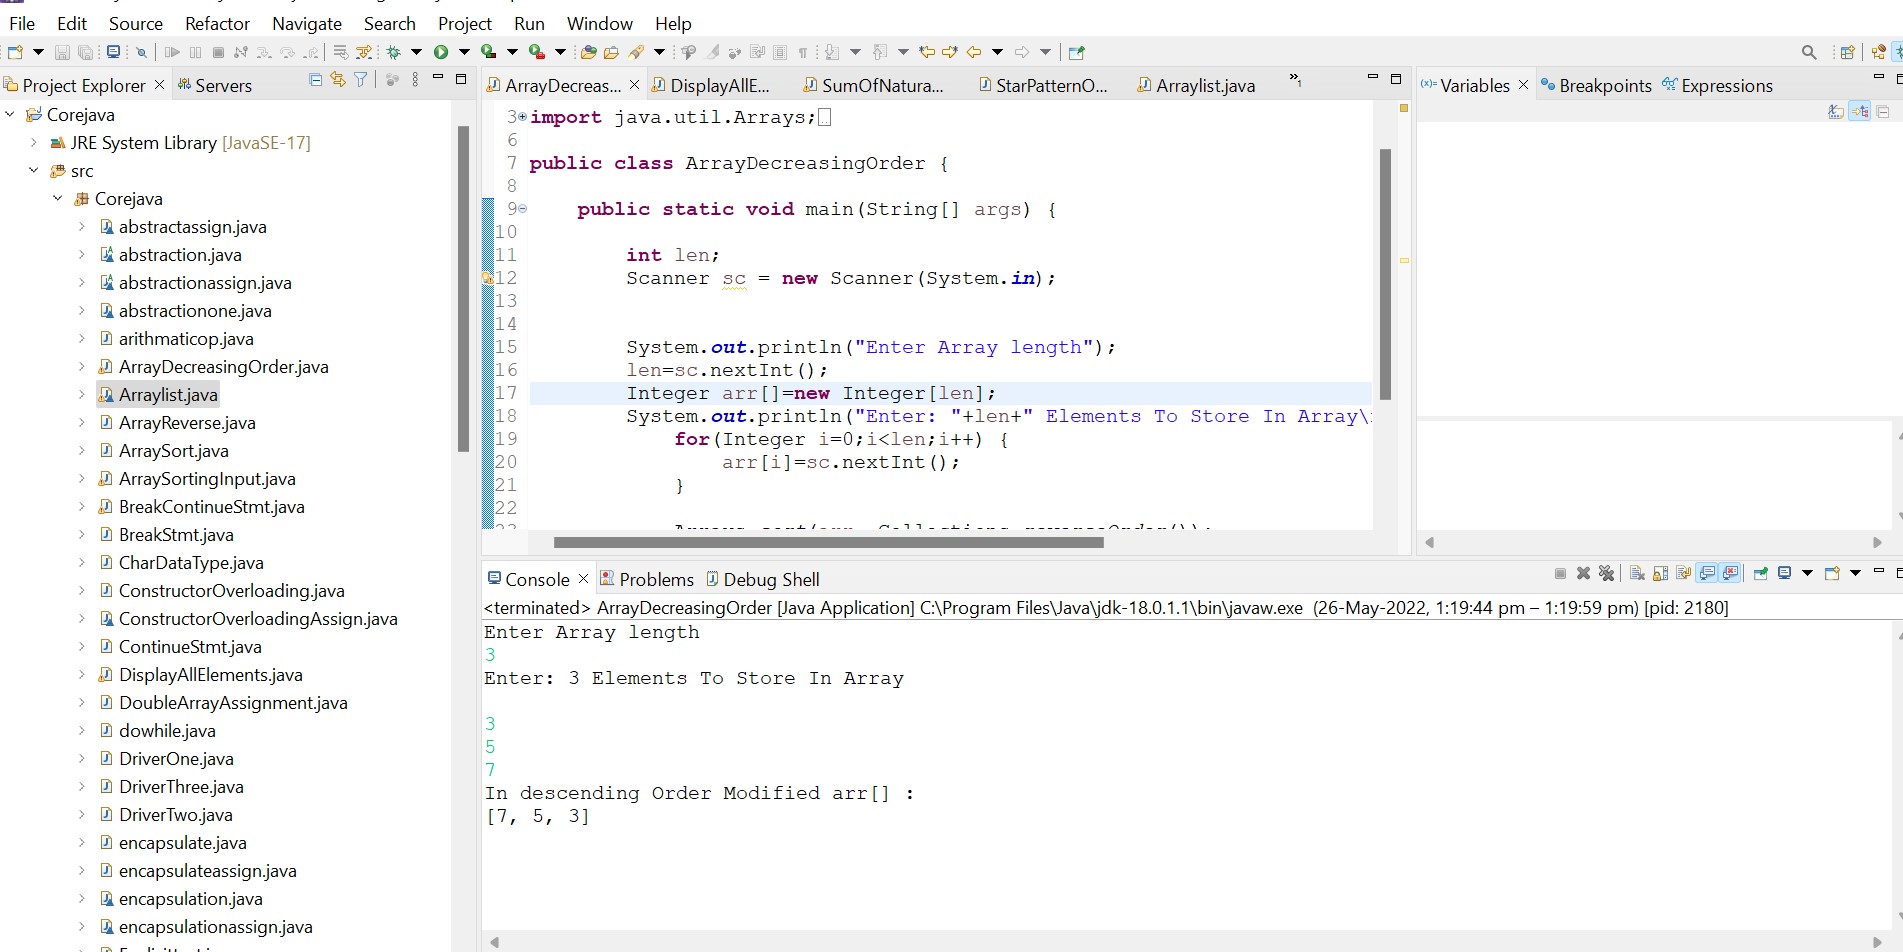 File Edit Source Refactor Navigate Search Project Run Window Help
Project Explorer Servers
Corejava
JRE System Library [JavaSE-17]
src
Corejava
abstractassign.java
abstraction.java
abstractionassign.java
abstractionone.java
arithmaticop.java
ArrayDecreasingOrder.java
Arraylist.java
ArrayReverse.java
ArraySort.java
ArraySortingInput.java
BreakContinueStmt.java
BreakStmt.java
CharDataType.java
ConstructorOverloading.java
ConstructorOverloadingAssign.java
ContinueStmt.java
DisplayAllElements.java
DoubleArrayAssignment.java
dowhile.java
DriverOne.java
DriverThree.java
DriverTwo.java
encapsulate.java
encapsulateassign.java
encapsulation.java
encapsulationassign.java
ArrayDecreas... DisplayAllE... SumOfNatura... StarPatternO... Arraylist.java »1
3 import java.util.Arrays;
6
7 public class ArrayDecreasingOrder {
8
9 public static void main(String[] args) {
10
11 int len;
12 Scanner sc = new Scanner(System.in);
13
14
15 System.out.println("Enter Array length");
16 len=sc.nextInt();
17 Integer arr[]=new Integer[len];
18 System.out.println("Enter: "+len+" Elements To Store In Array\
19 for(Integer i=0;i<len;i++) {
20 arr[i]=sc.nextInt();
21 }
22
23 Arrays.sort(arr, Collections.reverseOrder());
(x)= Variables Breakpoints Expressions
Console Problems Debug Shell
<terminated> ArrayDecreasingOrder [Java Application] C:\Program Files\Java\jdk-18.0.1.1\bin\javaw.exe (26-May-2022, 1:19:44 pm – 1:19:59 pm) [pid: 2180]
Enter Array length
3
Enter: 3 Elements To Store In Array
3
5
7
In descending Order Modified arr[] :
[7, 5, 3]